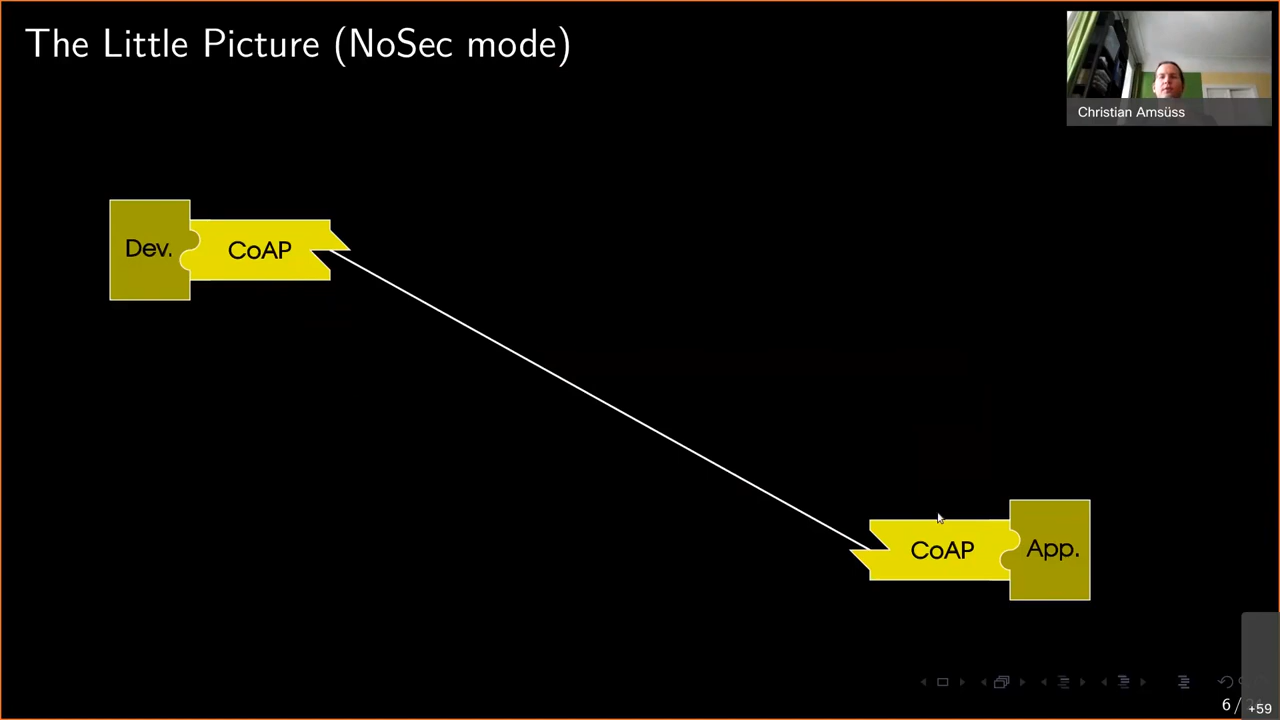 The Little Picture (NoSec mode)
Christian Amsüss
Dev.
CoAP
CoAP
App.
6 /
+59